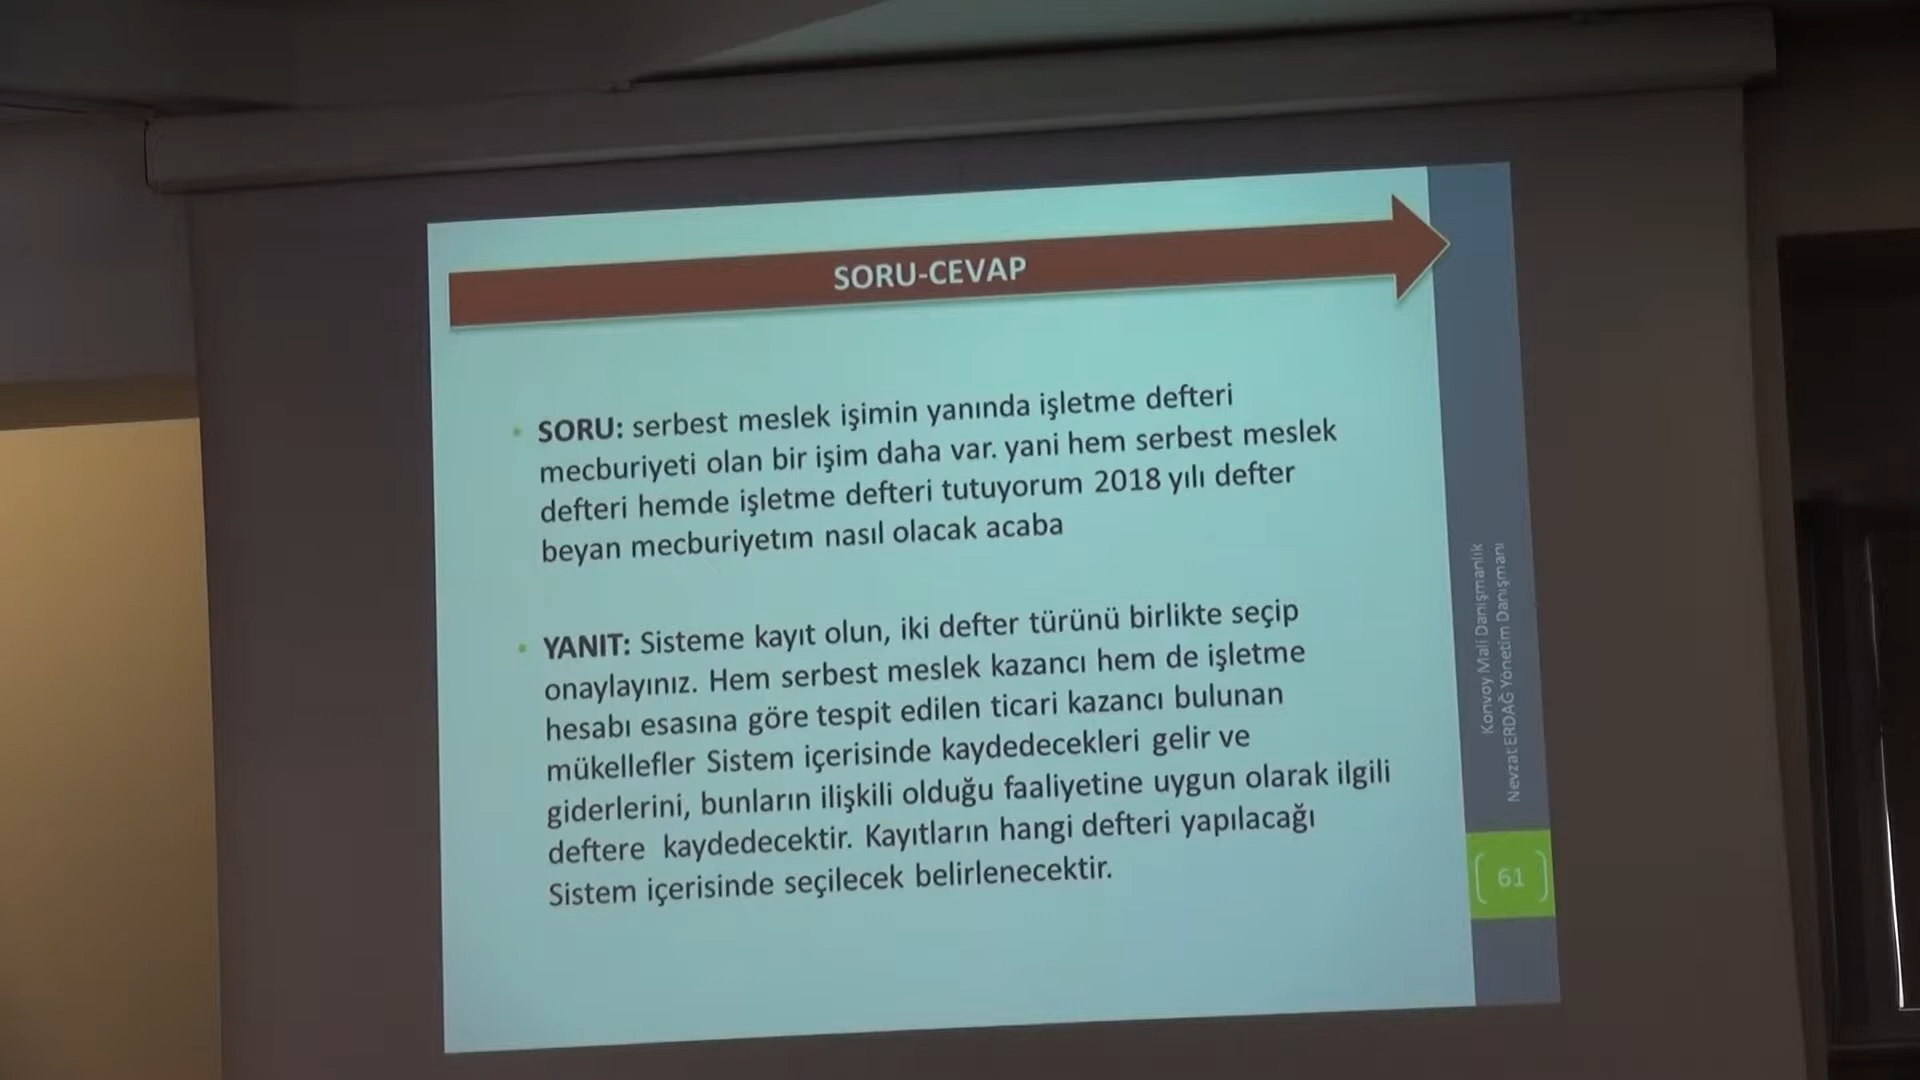 SORU-CEVAP
• SORU: serbest meslek işimin yanında işletme defteri
mecburiyeti olan bir işim daha var. yani hem serbest meslek
defteri hemde işletme defteri tutuyorum 2018 yılı defter
beyan mecburiyetım nasıl olacak acaba
• YANIT: Sisteme kayıt olun, iki defter türünü birlikte seçip
onaylayınız. Hem serbest meslek kazancı hem de işletme
hesabı esasına göre tespit edilen ticari kazancı bulunan
mükellefler Sistem içerisinde kaydedecekleri gelir ve
giderlerini, bunların ilişkili olduğu faaliyetine uygun olarak ilgili
deftere kaydedecektir. Kayıtların hangi defteri yapılacağı
Sistem içerisinde seçilecek belirlenecektir.
Konvoy Mali Danışmanlık
Nevzat ERDAĞ Yönetim Danışmanı
61